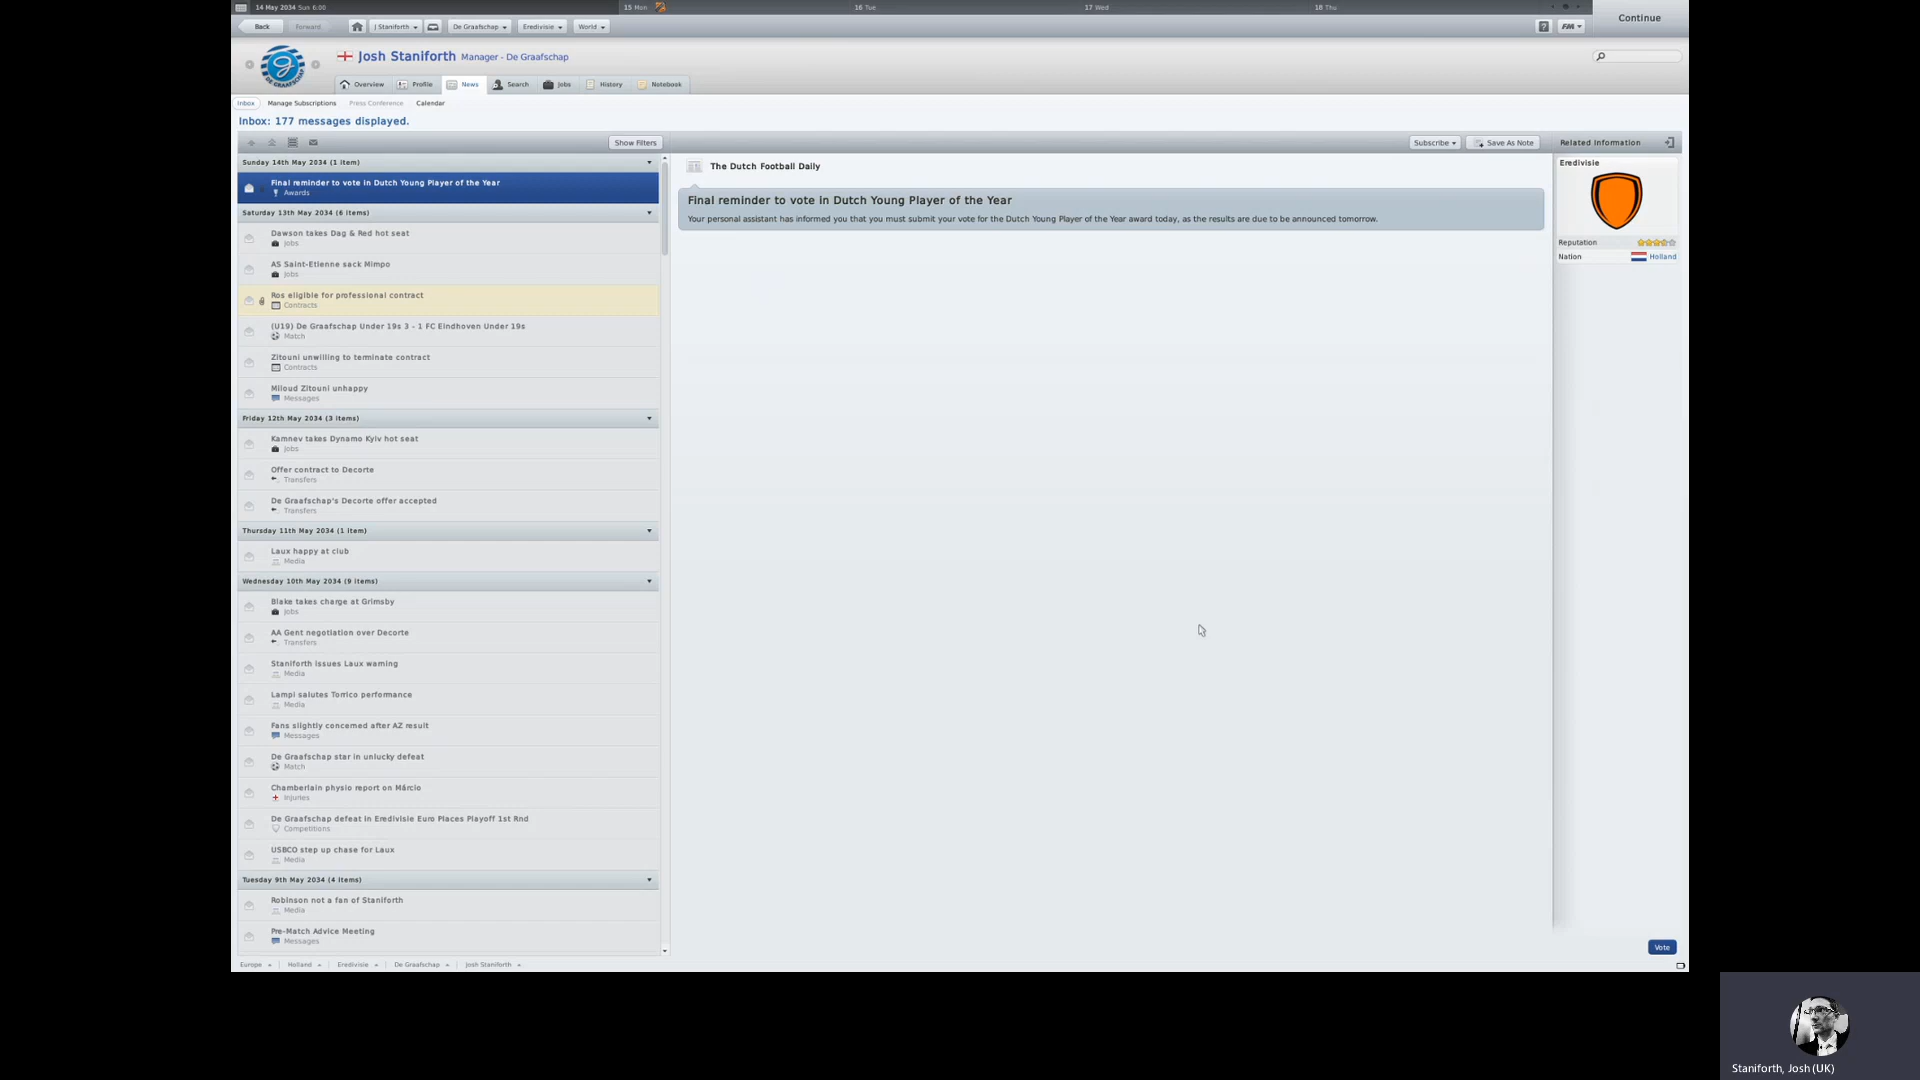 14 May 2034 Sun 6:00
15 Mon
16 Tue
17 Wed
18 Thu
Continue
Back
Forward
J Staniforth
De Graafschap
Eredivisie
World
?
FM
Josh Staniforth Manager - De Graafschap
DE GRAAFSCHAP
Overview
Profile
News
Search
Jobs
History
Notebook
Inbox
Manage Subscriptions
Press Conference
Calendar
Inbox: 177 messages displayed.
Show Filters
Sunday 14th May 2034 (1 item)
Final reminder to vote in Dutch Young Player of the Year
Awards
Saturday 13th May 2034 (6 items)
Dawson takes Dag & Red hot seat
Jobs
AS Saint-Etienne sack Mimpo
Jobs
Ros eligible for professional contract
Contracts
(U19) De Graafschap Under 19s 3 - 1 FC Eindhoven Under 19s
Match
Zitouni unwilling to terminate contract
Contracts
Miloud Zitouni unhappy
Messages
Friday 12th May 2034 (3 items)
Kamnev takes Dynamo Kyiv hot seat
Jobs
Offer contract to Decorte
Transfers
De Graafschap's Decorte offer accepted
Transfers
Thursday 11th May 2034 (1 item)
Laux happy at club
Media
Wednesday 10th May 2034 (9 items)
Blake takes charge at Grimsby
Jobs
AA Gent negotiation over Decorte
Transfers
Staniforth issues Laux warning
Media
Lampi salutes Torrico performance
Media
Fans slightly concerned after AZ result
Messages
De Graafschap star in unlucky defeat
Match
Chamberlain physio report on Márcio
Injuries
De Graafschap defeat in Eredivisie Euro Places Playoff 1st Rnd
Competitions
USBCO step up chase for Laux
Media
Tuesday 9th May 2034 (4 items)
Robinson not a fan of Staniforth
Media
Pre-Match Advice Meeting
Messages
Subscribe
Save As Note
The Dutch Football Daily
Final reminder to vote in Dutch Young Player of the Year
Your personal assistant has informed you that you must submit your vote for the Dutch Young Player of the Year award today, as the results are due to be announced tomorrow.
Related Information
Eredivisie
Reputation
Nation
Holland
Vote
Europe
Holland
Eredivisie
De Graafschap
Josh Staniforth
Staniforth, Josh (UK)